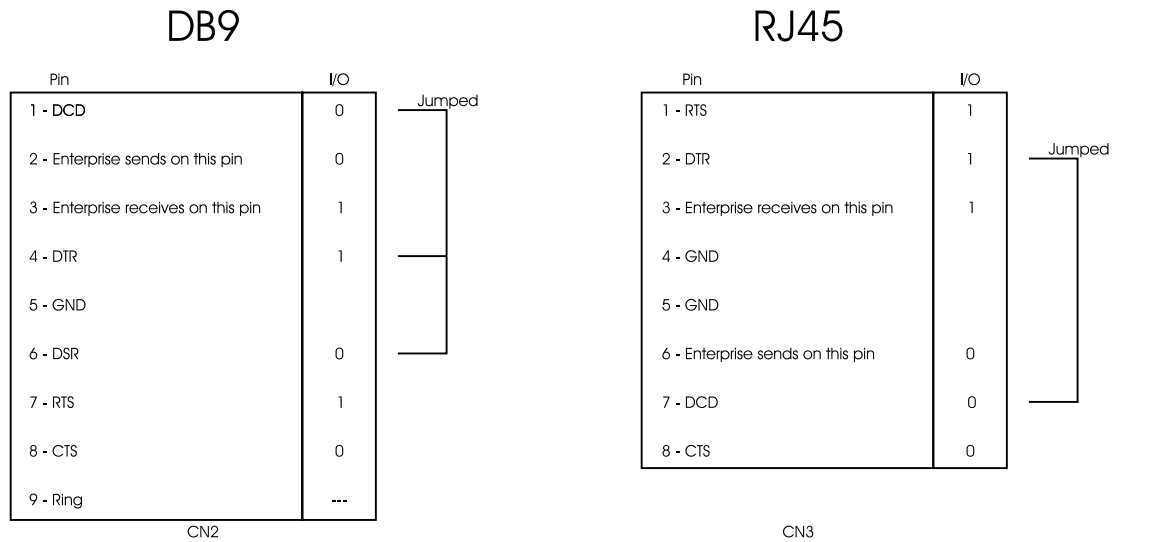 DB9
Pin I/O
1 - DCD 0
Jumped
2 - Enterprise sends on this pin 0
3 - Enterprise receives on this pin 1
4 - DTR 1
5 - GND
6 - DSR 0
7 - RTS 1
8 - CTS 0
9 - Ring ---
CN2
RJ45
Pin I/O
1 - RTS 1
2 - DTR 1
Jumped
3 - Enterprise receives on this pin 1
4 - GND
5 - GND
6 - Enterprise sends on this pin 0
7 - DCD 0
8 - CTS 0
CN3